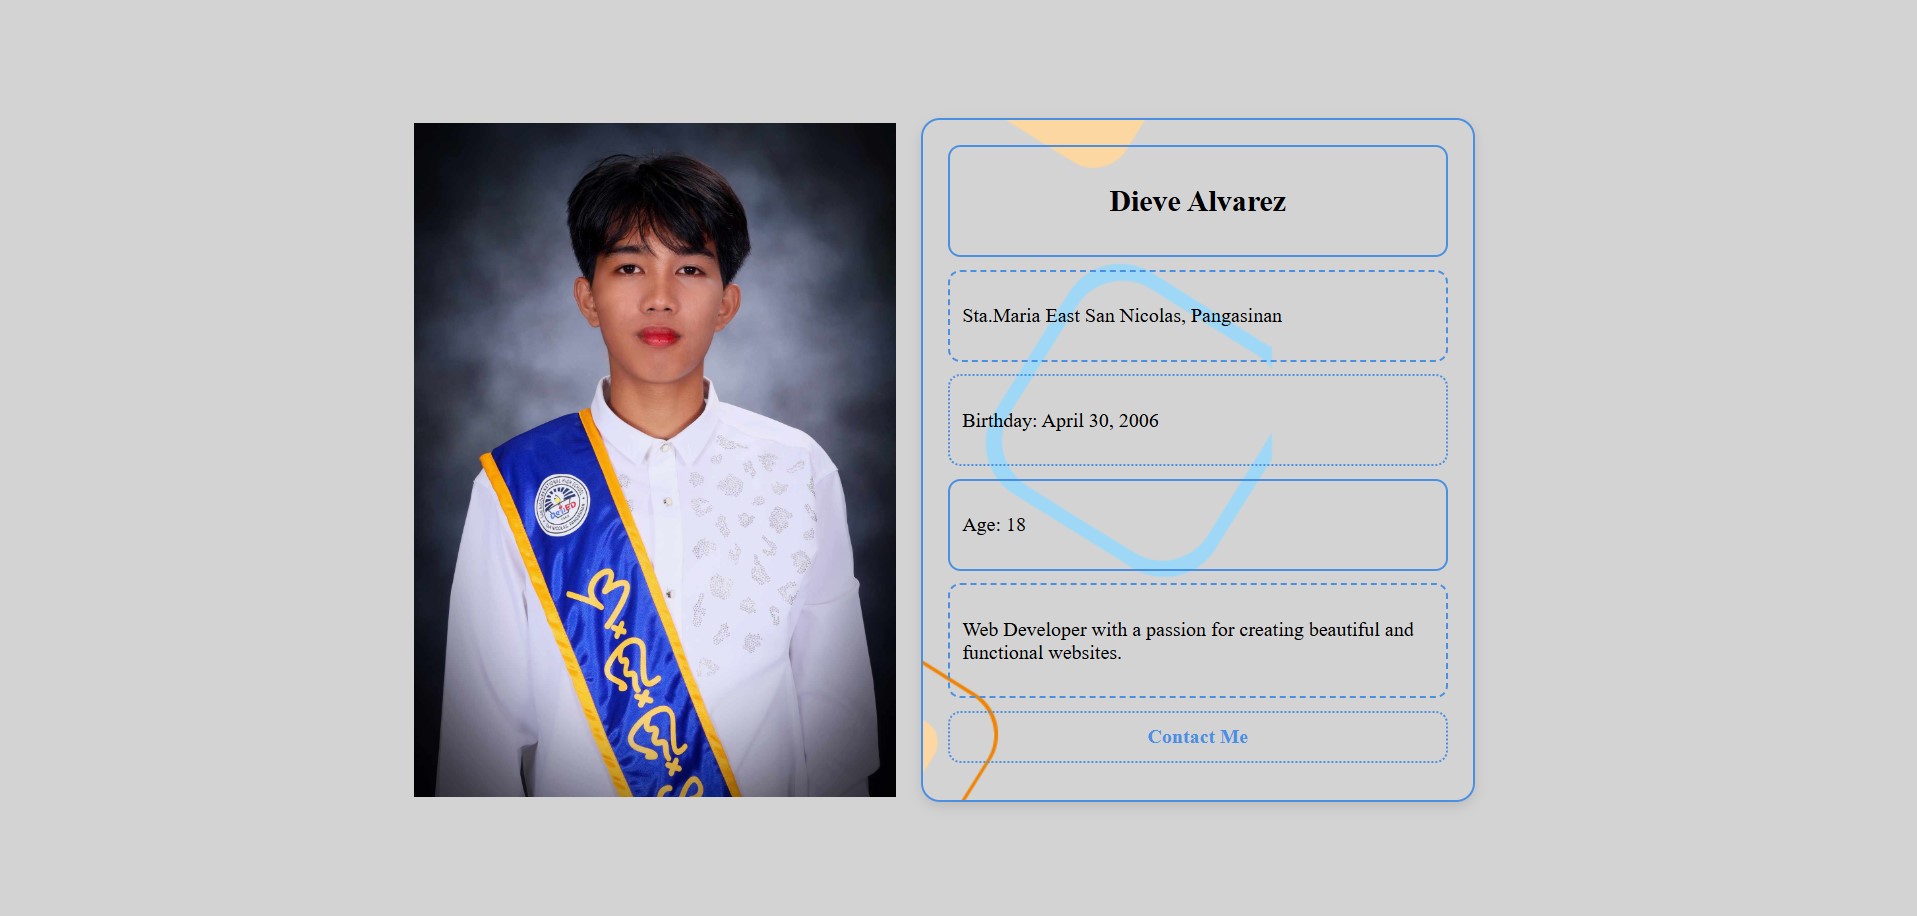 Dieve Alvarez
Sta.Maria East San Nicolas, Pangasinan
Birthday: April 30, 2006
Age: 18
Web Developer with a passion for creating beautiful and
functional websites.
Contact Me